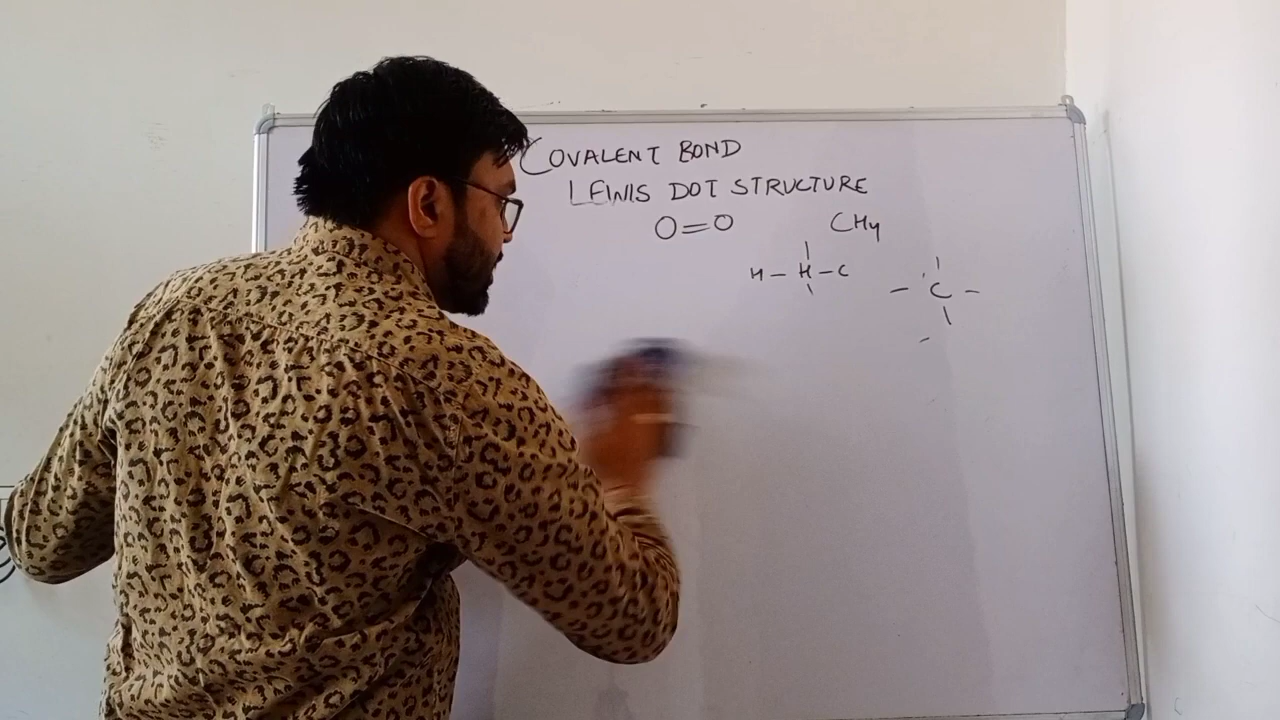 COVALENT BOND
LEWIS DOT STRUCTURE
O=O CH4
H-H-C
-C-